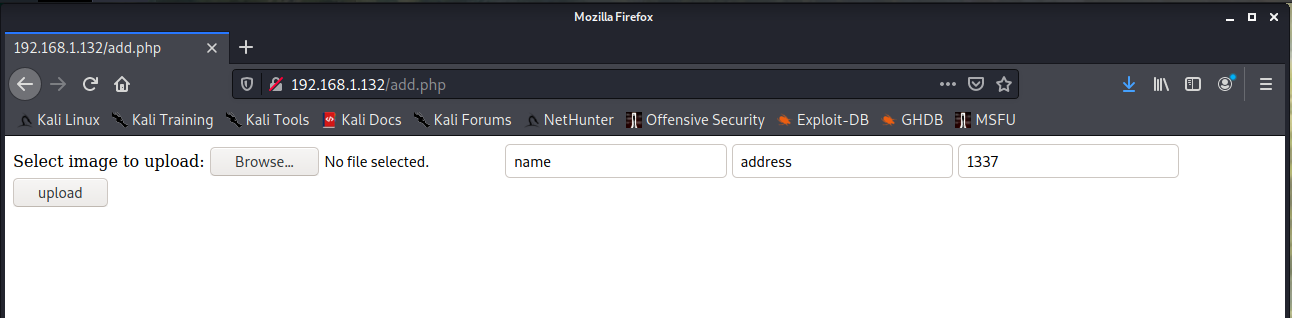 Mozilla Firefox
192.168.1.132/add.php
192.168.1.132/add.php
Kali Linux Kali Training Kali Tools Kali Docs Kali Forums NetHunter Offensive Security Exploit-DB GHDB MSFU
Select image to upload: Browse... No file selected. name address 1337
upload